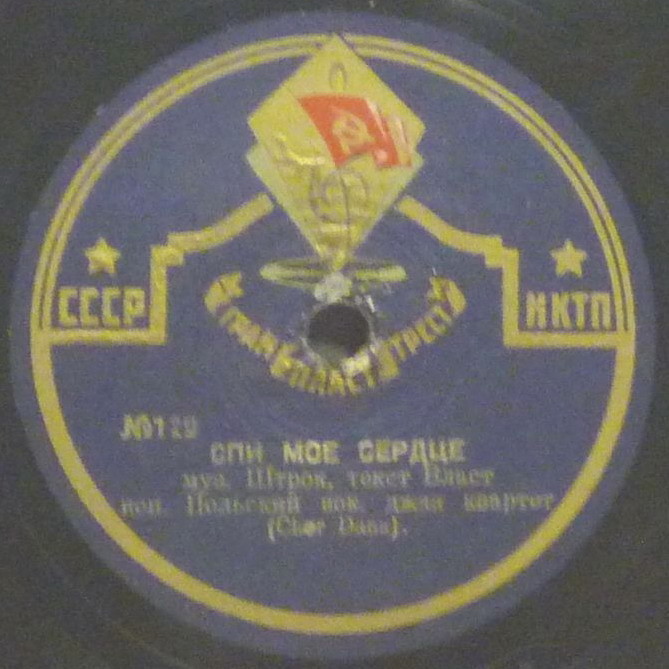 СССР
НКТП
ГРАМПЛАСТТРЕСТ
№129
СПИ МОЕ СЕРДЦЕ
муз. Штрок, текст Власт
исп. Польский вок. джаз квартет
(Chor Dana).